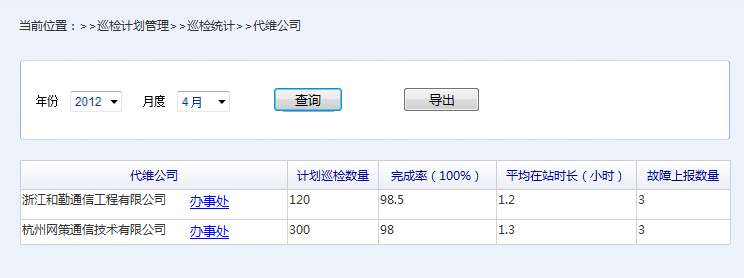 当前位置：>>巡检计划管理>>巡检统计>>代维公司
年份 2012 月度 4月 查询 导出
代维公司 计划巡检数量 完成率（100%） 平均在站时长（小时） 故障上报数量
浙江和勤通信工程有限公司 办事处 120 98.5 1.2 3
杭州网策通信技术有限公司 办事处 300 98 1.3 3